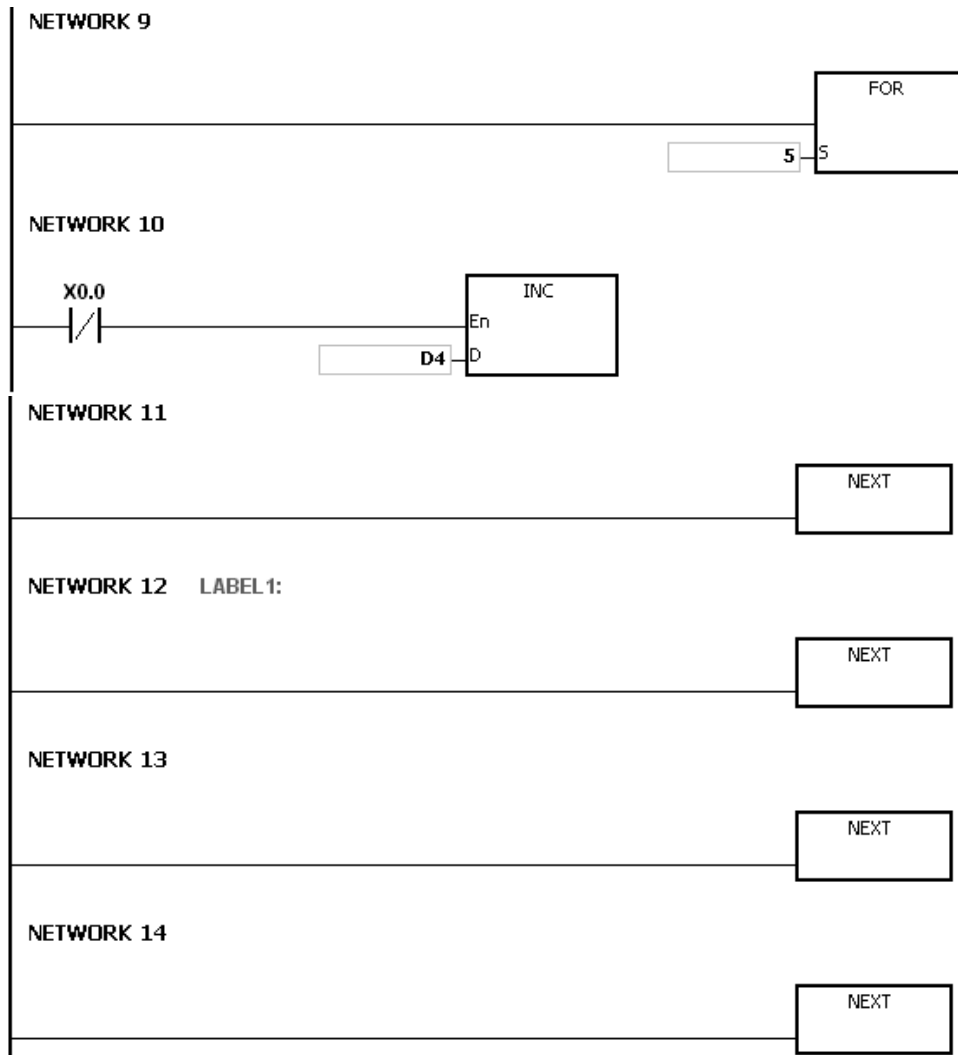 NETWORK 9
FOR
5 S
NETWORK 10
X0.0
INC
En
D4 D
NETWORK 11
NEXT
NETWORK 12 LABEL1:
NEXT
NETWORK 13
NEXT
NETWORK 14
NEXT